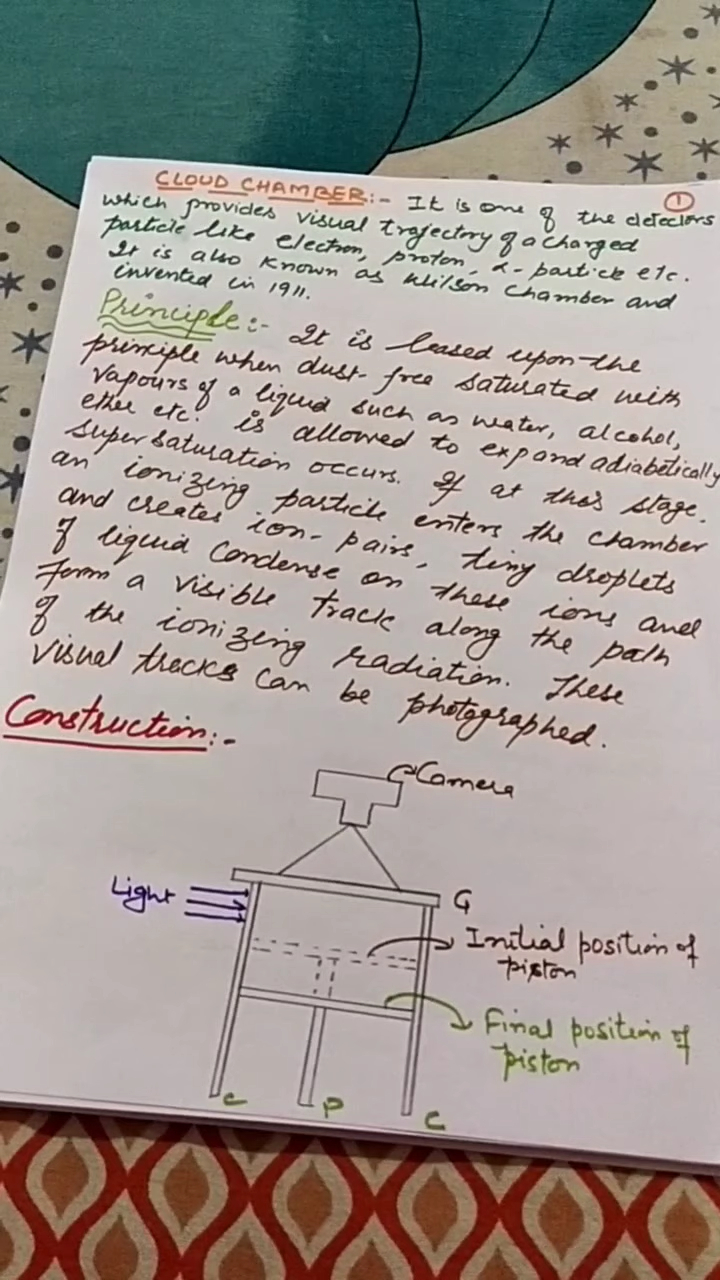 CLOUD CHAMBER:- It is one of the detectors
①
which provides visual trajectory of a charged
particle like electron, proton, α- particle etc.
It is also known as Wilson Chamber and
invented in 1911.
Principle:- It is based upon the
principle when dust-free saturated with
vapours of a liquid such as water, alcohol,
ether etc. is allowed to expand adiabetically
supersaturation occurs. If at this stage.
an ionizing particle enters the chamber
and creates ion-pairs, tiny droplets
of liquid condense on these ions and
form a visible track along the path
of the ionizing radiation. These
visual tracks can be photographed.
Construction:-
Camera
Light
G
Initial position of
piston
Final position of
piston
C P C